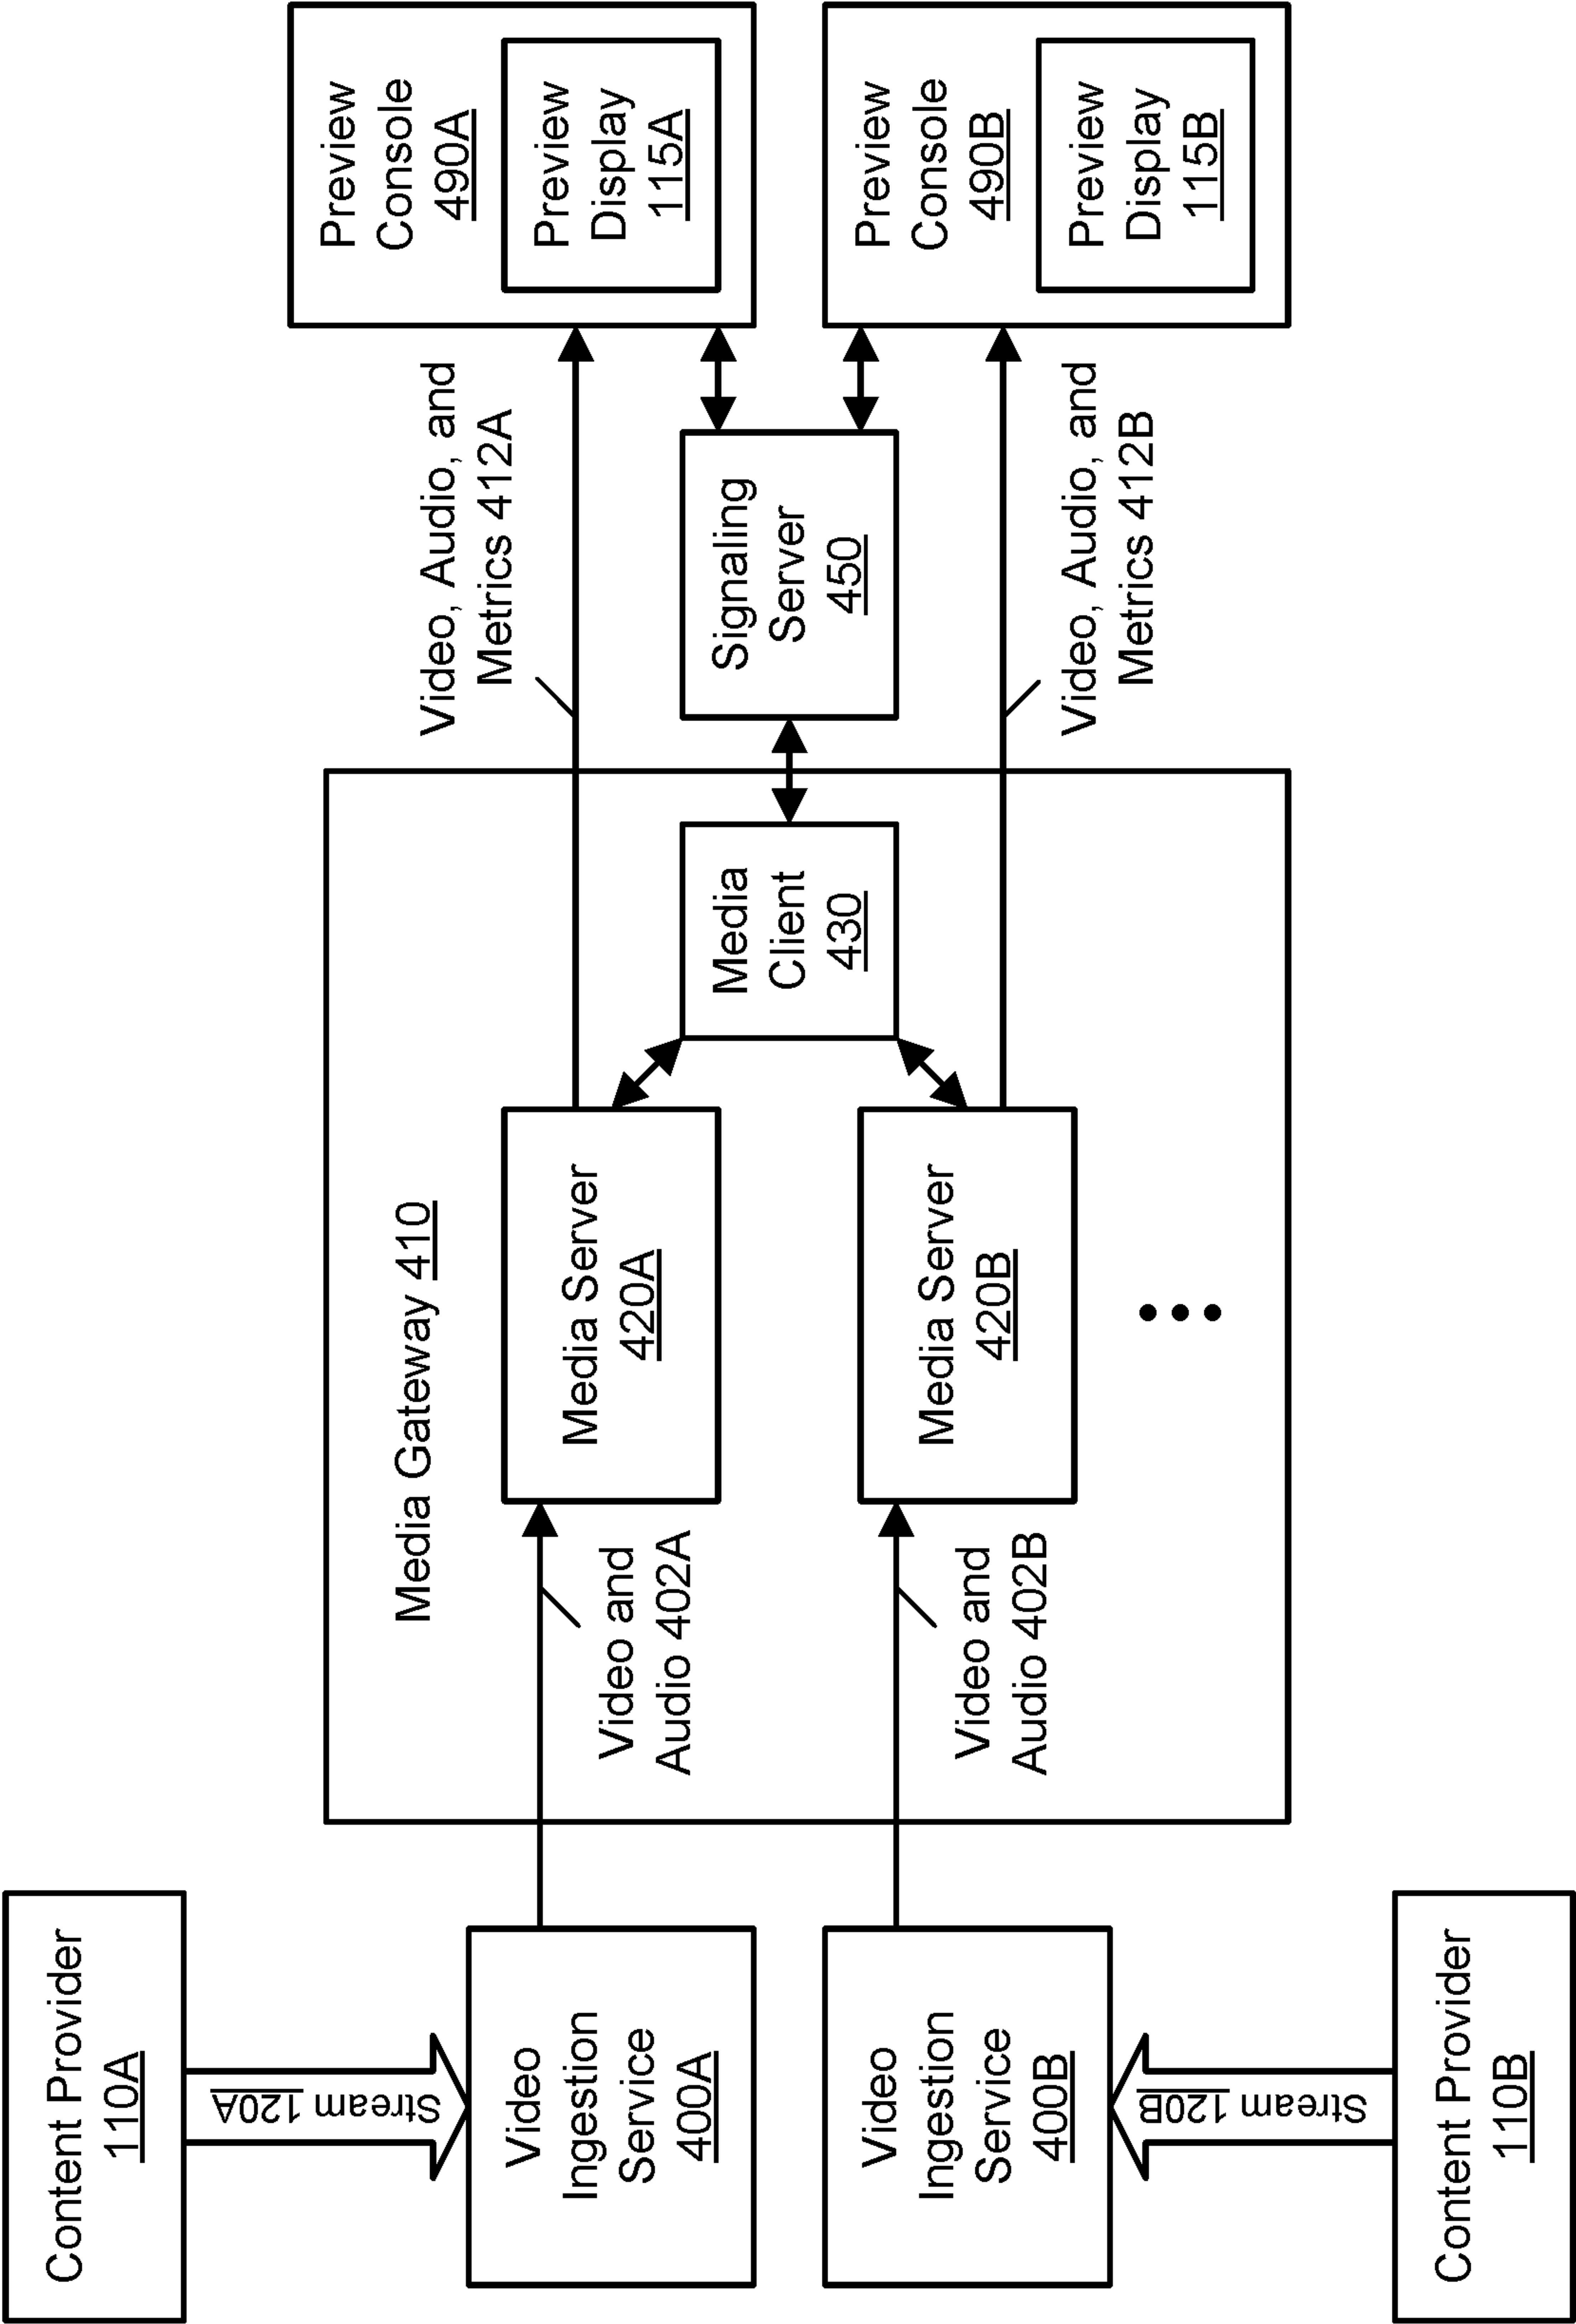 Content Provider
110A
Stream 120A
Video
Ingestion
Service
400A
Video
Ingestion
Service
400B
Stream 120B
Content Provider
110B
Media Gateway 410
Video and
Audio 402A
Media Server
420A
Video and
Audio 402B
Media Server
420B
Media
Client
430
Video, Audio, and
Metrics 412A
Signaling
Server
450
Video, Audio, and
Metrics 412B
Preview
Console
490A
Preview
Display
115A
Preview
Console
490B
Preview
Display
115B